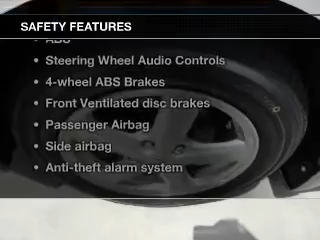 SAFETY FEATURES
• ABS
• Steering Wheel Audio Controls
• 4-wheel ABS Brakes
• Front Ventilated disc brakes
• Passenger Airbag
• Side airbag
• Anti-theft alarm system